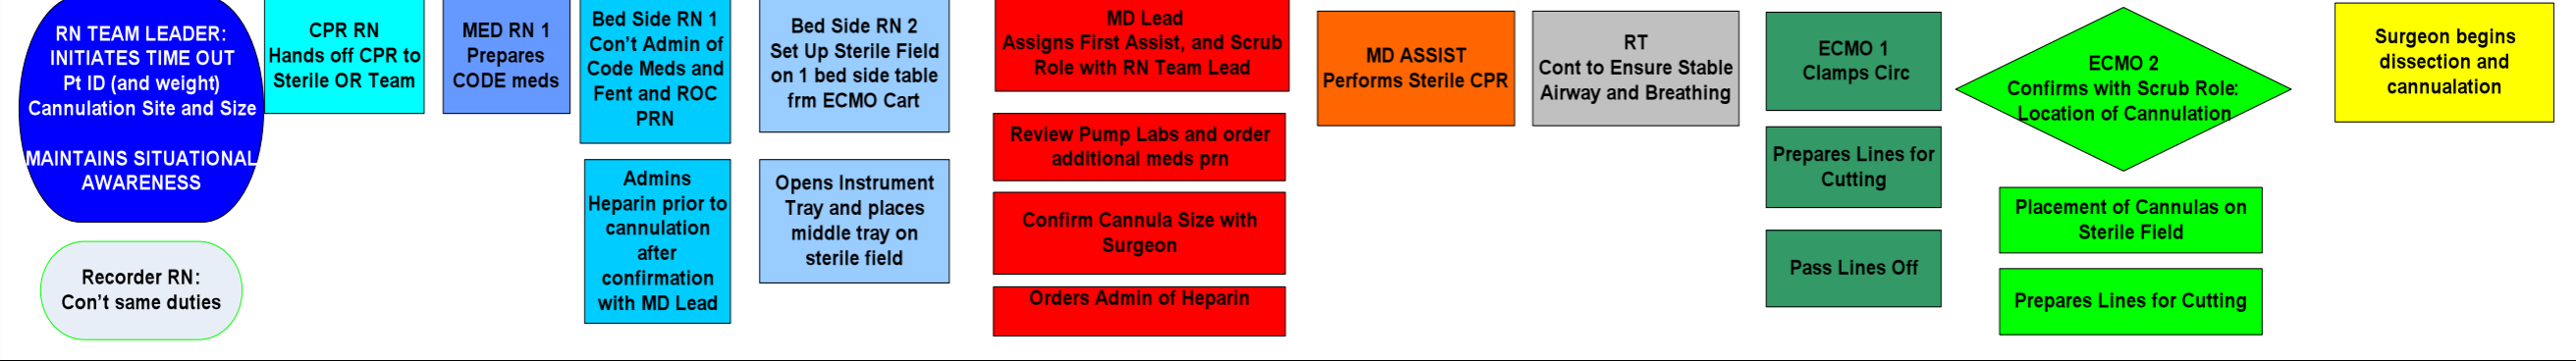 RN TEAM LEADER:
INITIATES TIME OUT
Pt ID (and weight)
Cannulation Site and Size
MAINTAINS SITUATIONAL
AWARENESS
Recorder RN:
Con't same duties
CPR RN
Hands off CPR to
Sterile OR Team
MED RN 1
Prepares
CODE meds
Bed Side RN 1
Con't Admin of
Code Meds and
Fent and ROC
PRN
Admins
Heparin prior to
cannulation
after
confirmation
with MD Lead
Bed Side RN 2
Set Up Sterile Field
on 1 bed side table
frm ECMO Cart
Opens Instrument
Tray and places
middle tray on
sterile field
MD Lead
Assigns First Assist, and Scrub
Role with RN Team Lead
Review Pump Labs and order
additional meds prn
Confirm Cannula Size with
Surgeon
Orders Admin of Heparin
MD ASSIST
Performs Sterile CPR
RT
Cont to Ensure Stable
Airway and Breathing
ECMO 1
Clamps Circ
Prepares Lines for
Cutting
Pass Lines Off
ECMO 2
Confirms with Scrub Role:
Location of Cannulation
Placement of Cannulas on
Sterile Field
Prepares Lines for Cutting
Surgeon begins
dissection and
cannualation